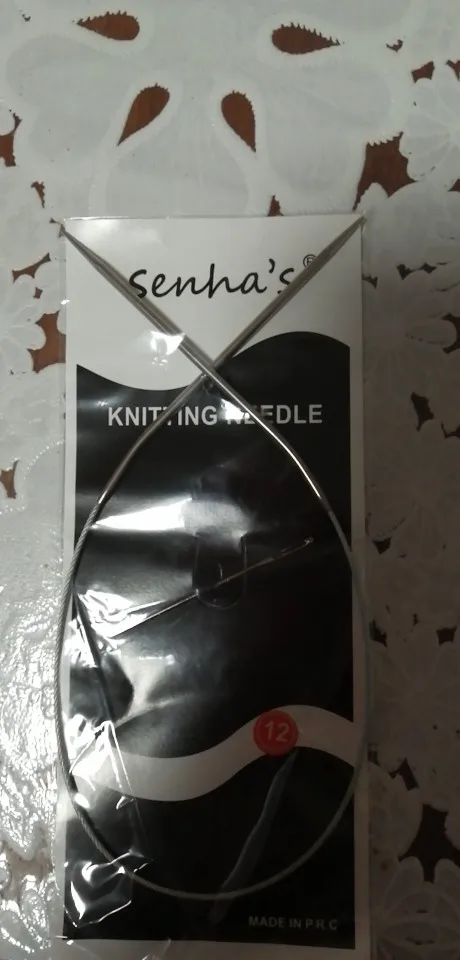 senha's®
KNITTING NEEDLE
12
MADE IN P.R.C